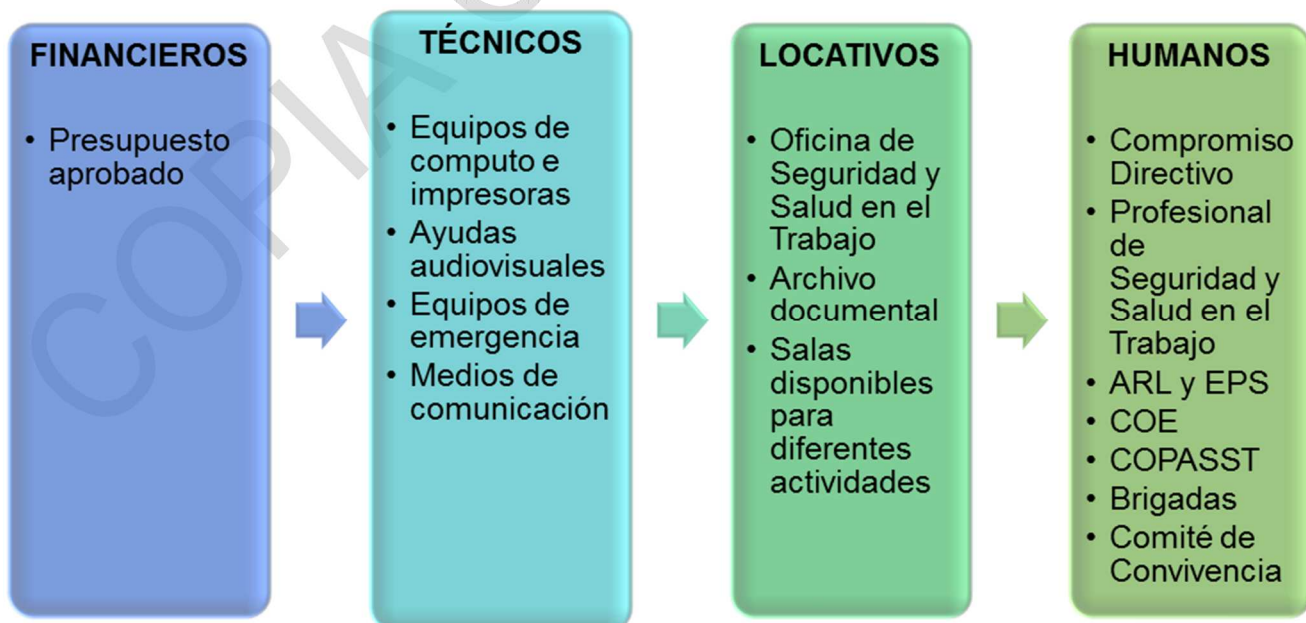 FINANCIEROS
• Presupuesto
aprobado
TÉCNICOS
• Equipos de
computo e
impresoras
• Ayudas
audiovisuales
• Equipos de
emergencia
• Medios de
comunicación
LOCATIVOS
• Oficina de
Seguridad y
Salud en el
Trabajo
• Archivo
documental
• Salas
disponibles
para
diferentes
actividades
HUMANOS
• Compromiso
Directivo
• Profesional
de
Seguridad y
Salud en el
Trabajo
• ARL y EPS
• COE
• COPASST
• Brigadas
• Comité de
Convivencia
COPIA